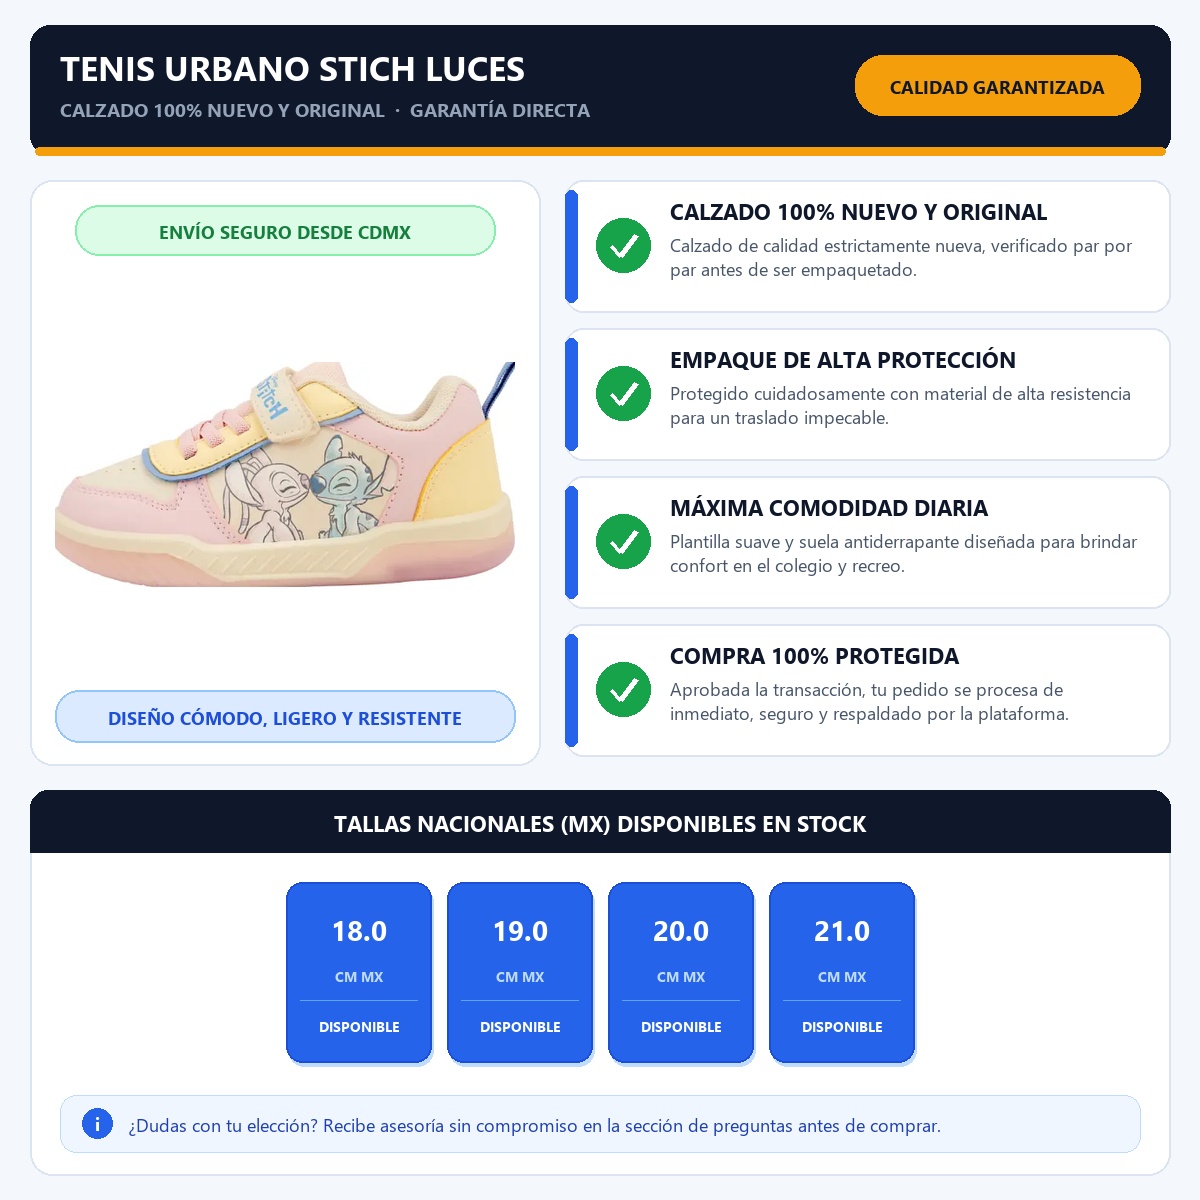 TENIS URBANO STICH LUCES
CALZADO 100% NUEVO Y ORIGINAL · GARANTÍA DIRECTA
CALIDAD GARANTIZADA
ENVÍO SEGURO DESDE CDMX
Stitch
DISEÑO CÓMODO, LIGERO Y RESISTENTE
CALZADO 100% NUEVO Y ORIGINAL
Calzado de calidad estrictamente nueva, verificado par por
par antes de ser empaquetado.
EMPAQUE DE ALTA PROTECCIÓN
Protegido cuidadosamente con material de alta resistencia
para un traslado impecable.
MÁXIMA COMODIDAD DIARIA
Plantilla suave y suela antiderrapante diseñada para brindar
confort en el colegio y recreo.
COMPRA 100% PROTEGIDA
Aprobada la transacción, tu pedido se procesa de
inmediato, seguro y respaldado por la plataforma.
TALLAS NACIONALES (MX) DISPONIBLES EN STOCK
18.0
CM MX
DISPONIBLE
19.0
CM MX
DISPONIBLE
20.0
CM MX
DISPONIBLE
21.0
CM MX
DISPONIBLE
¿Dudas con tu elección? Recibe asesoría sin compromiso en la sección de preguntas antes de comprar.